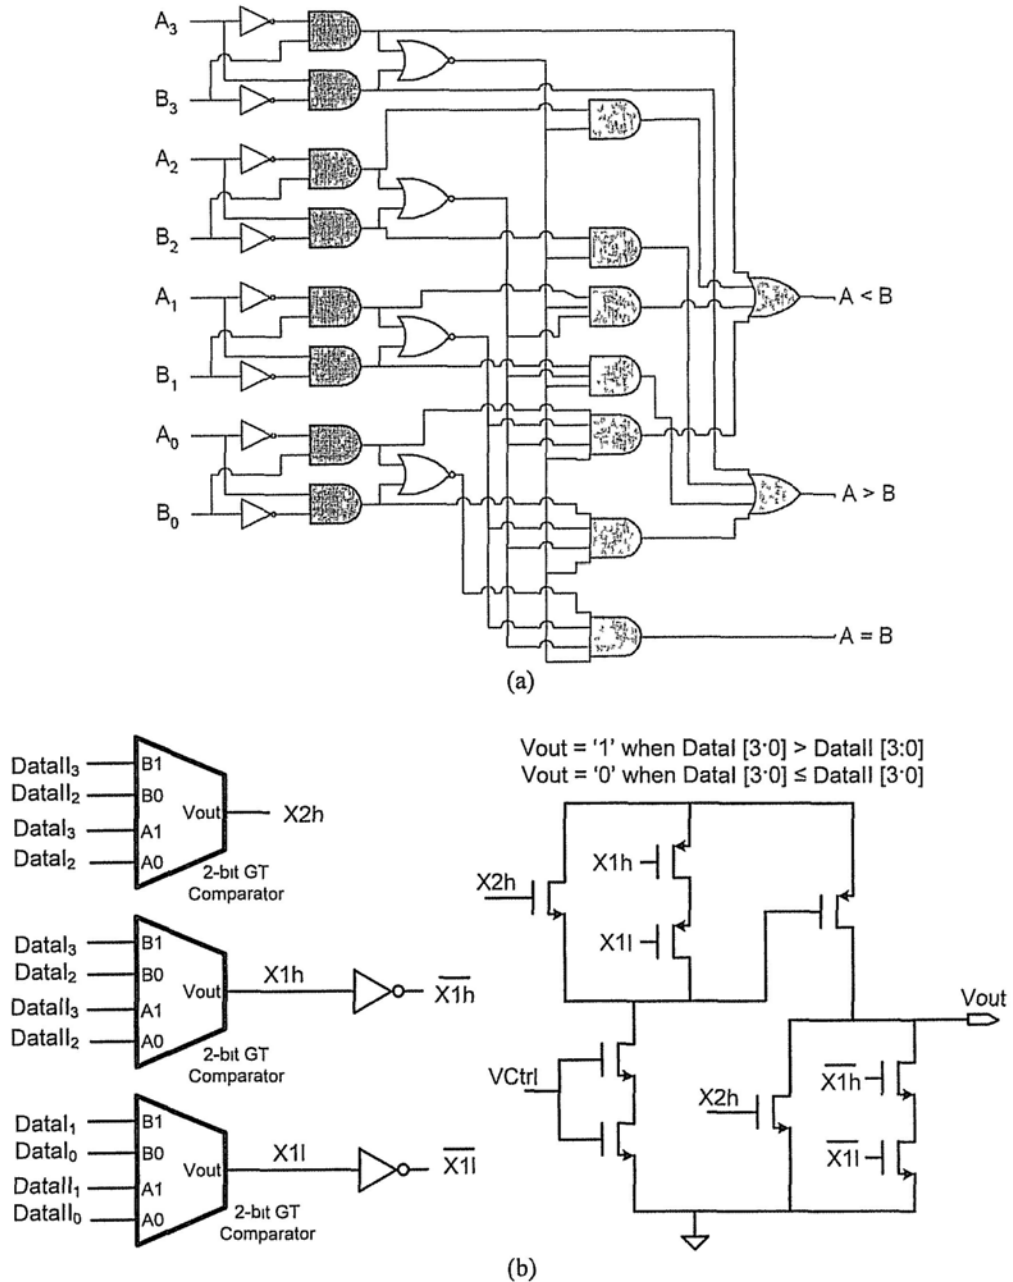 A3
B3
A2
B2
A1
B1
A0
B0
A < B
A > B
A = B
(a)
DataII3
DataII2
DataI3
DataI2
B1
B0
A1
A0
Vout
X2h
2-bit GT
Comparator
DataI3
DataI2
DataII3
DataII2
B1
B0
A1
A0
Vout
X1h
X1h
2-bit GT
Comparator
DataI1
DataI0
DataII1
DataII0
B1
B0
A1
A0
Vout
X1l
X1l
2-bit GT
Comparator
Vout = '1' when DataI [3·0] > DataII [3:0]
Vout = '0' when DataI [3·0] ≤ DataII [3·0]
X2h
X1h
X1l
VCtrl
X2h
X1h
X1l
Vout
(b)